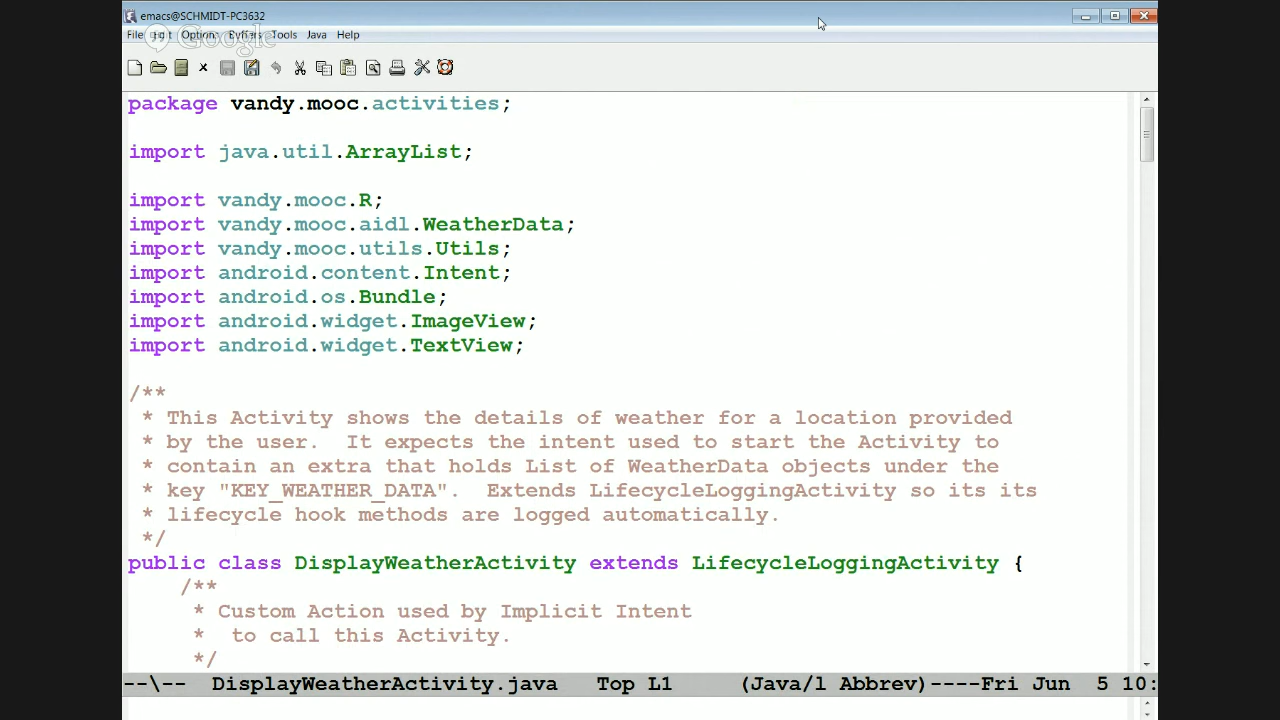 emacs@SCHMIDT-PC3632
File Edit Options Buffers Tools Java Help
Google
package vandy.mooc.activities;
import java.util.ArrayList;
import vandy.mooc.R;
import vandy.mooc.aidl.WeatherData;
import vandy.mooc.utils.Utils;
import android.content.Intent;
import android.os.Bundle;
import android.widget.ImageView;
import android.widget.TextView;
/**
* This Activity shows the details of weather for a location provided
* by the user.  It expects the intent used to start the Activity to
* contain an extra that holds List of WeatherData objects under the
* key "KEY_WEATHER_DATA".  Extends LifecycleLoggingActivity so its its
* lifecycle hook methods are logged automatically.
*/
public class DisplayWeatherActivity extends LifecycleLoggingActivity {
/**
* Custom Action used by Implicit Intent
*  to call this Activity.
*/
--\-- DisplayWeatherActivity.java Top L1 (Java/l Abbrev)----Fri Jun  5 10: